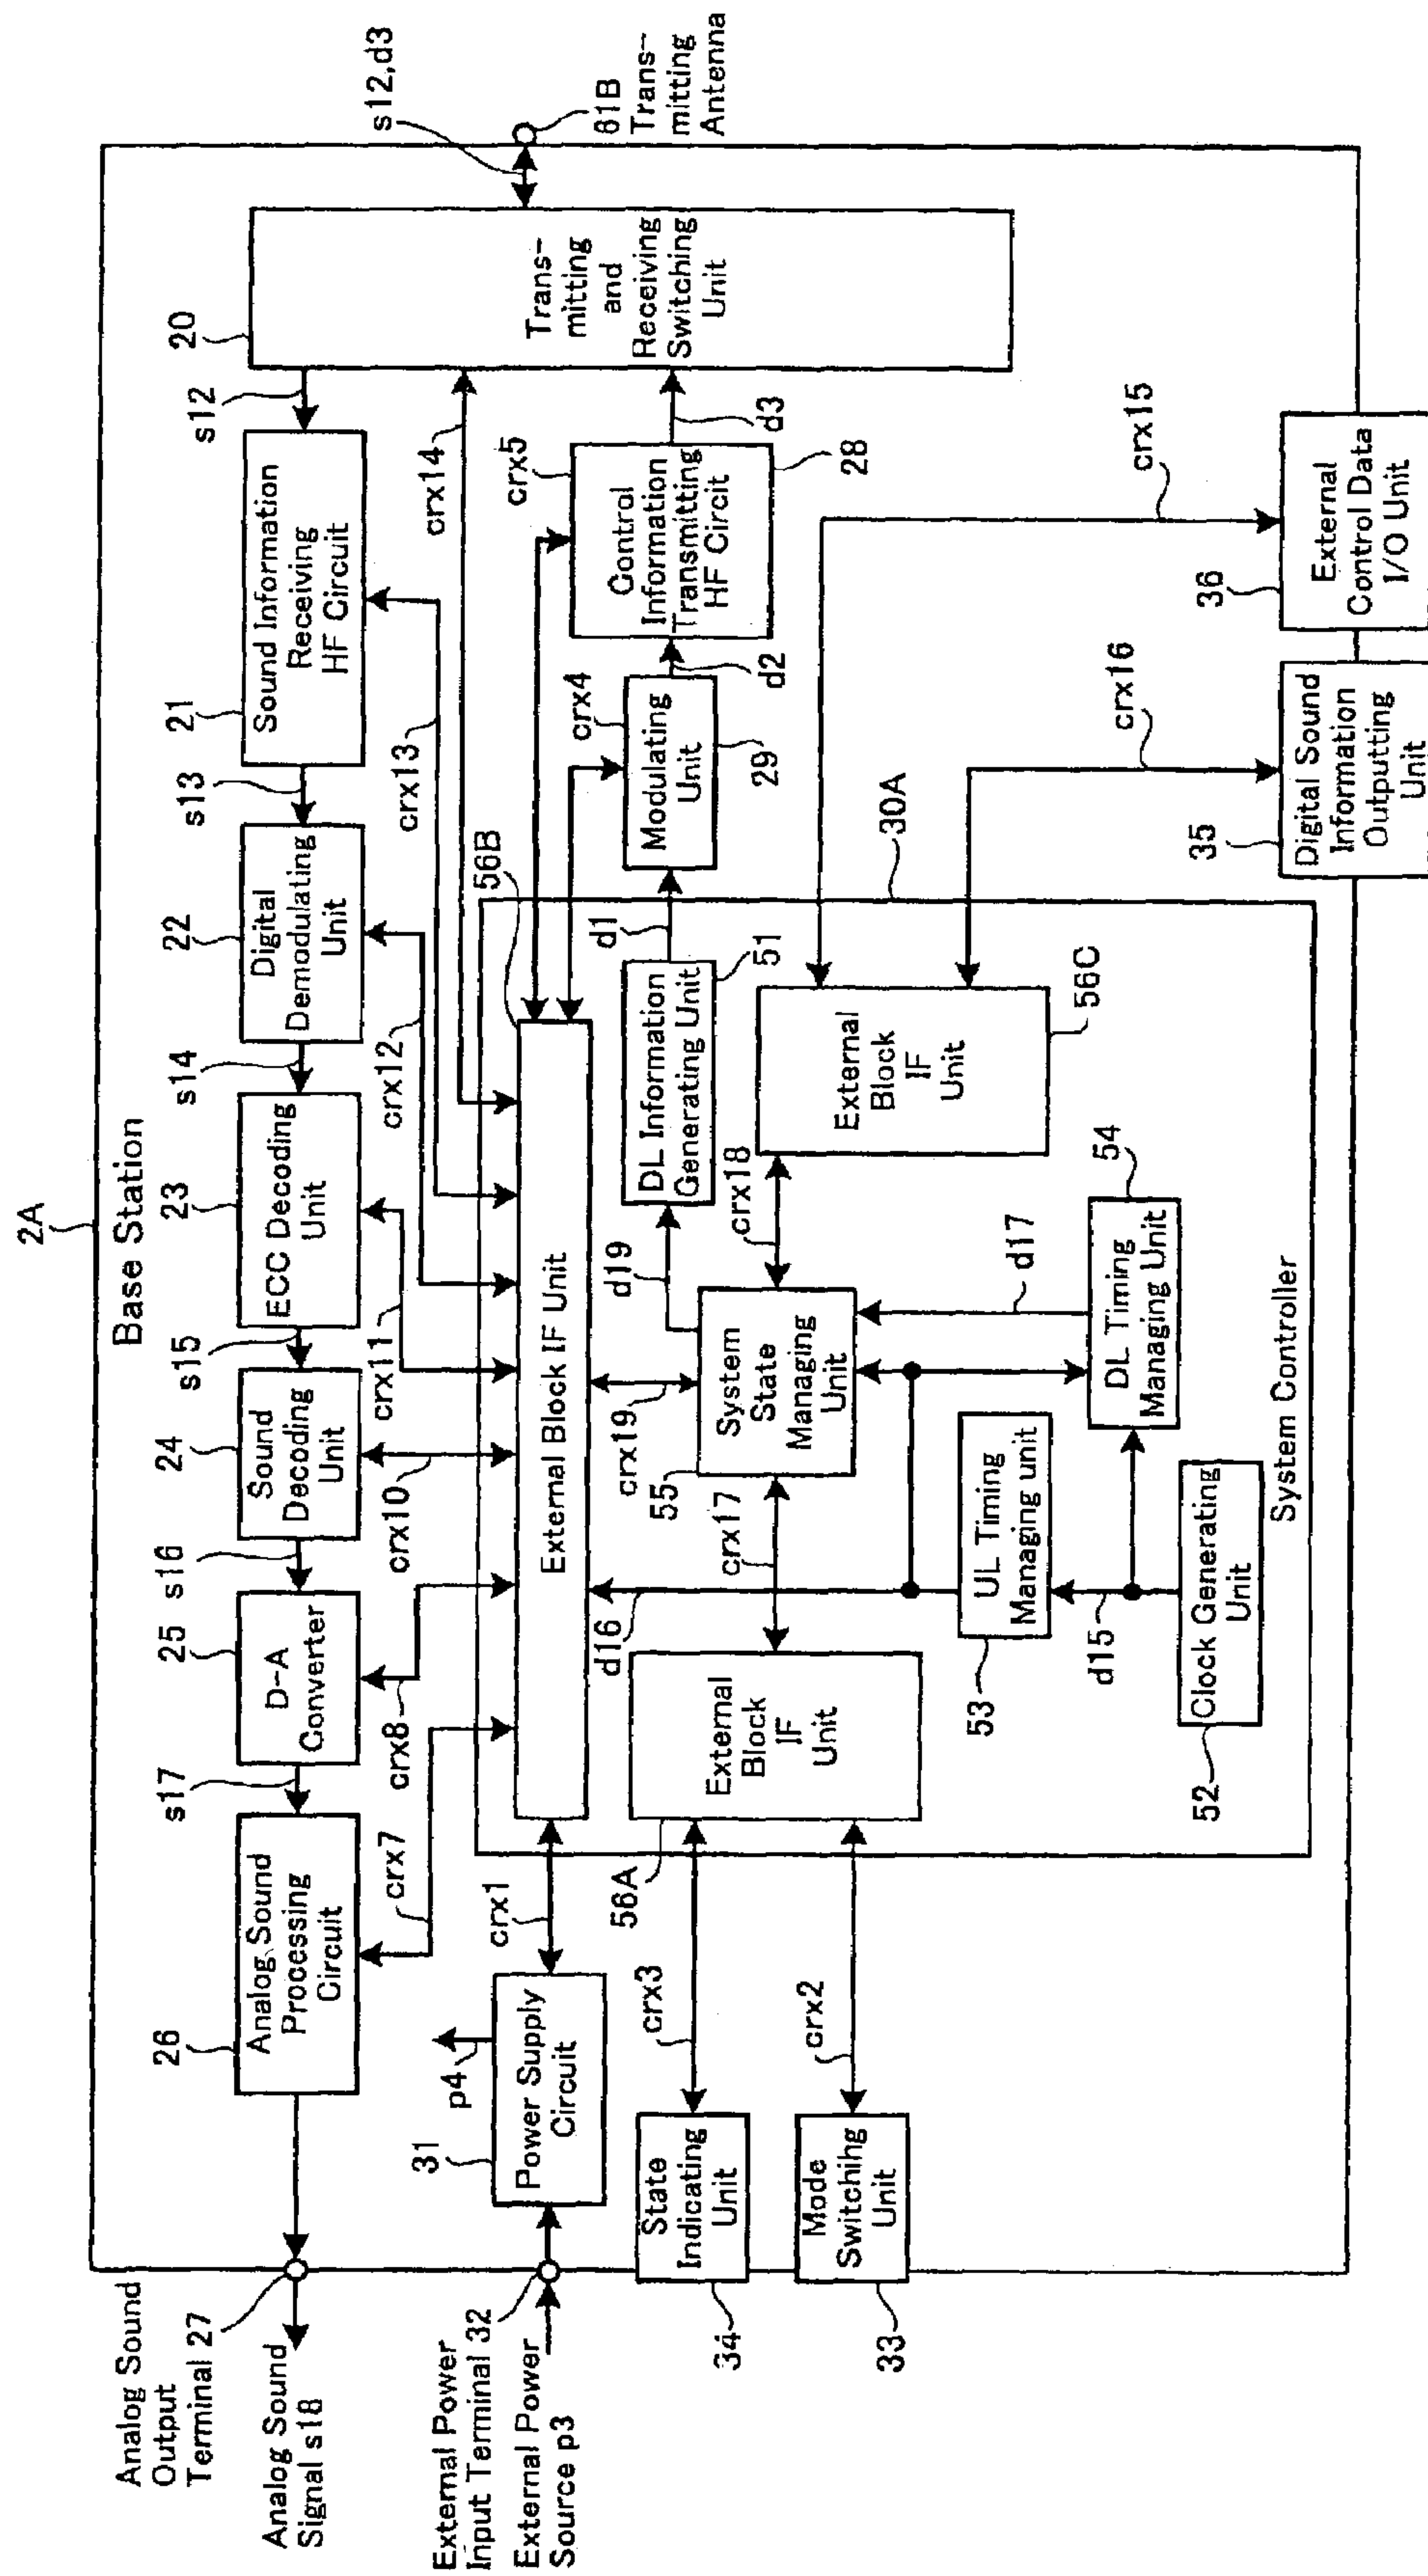 2A
Base Station
Analog Sound
Output
Terminal 27
Analog Sound
Signal s18
26
Analog Sound
Processing
Circuit
s17
25
D-A
Converter
s16
24
Sound
Decoding
Unit
s15
23
ECC Decoding
Unit
s14
22
Digital
Demodulating
Unit
s13
21
Sound Information
Receiving
HF Circuit
s12
20
Trans-
mitting
and
Receiving
Switching
Unit
s12,d3
61B
Trans-
mitting
Antenna
crx7
crx8
crx10
crx11
crx12
crx13
crx14
External Power
Input Terminal 32
External Power
Source p3
31
p4
Power Supply
Circuit
crx1
External Block IF Unit
56B
crx4
Modulating
Unit
29
d2
crx5
Control
Information
Transmitting
HF Circit
28
d3
State
Indicating
Unit
34
crx3
56A
Mode
Switching
Unit
33
crx2
External
Block
IF
Unit
d16
crx17
crx19
55
System
State
Managing
Unit
d19
DL Information
Generating Unit
51
d1
crx18
External
Block
IF
Unit
56C
30A
UL Timing
Managing unit
53
d15
Clock Generating
Unit
52
d17
54
DL Timing
Managing Unit
System Controller
crx16
35
Digital Sound
Information
Outputting
Unit
crx15
36
External
Control Data
I/O Unit